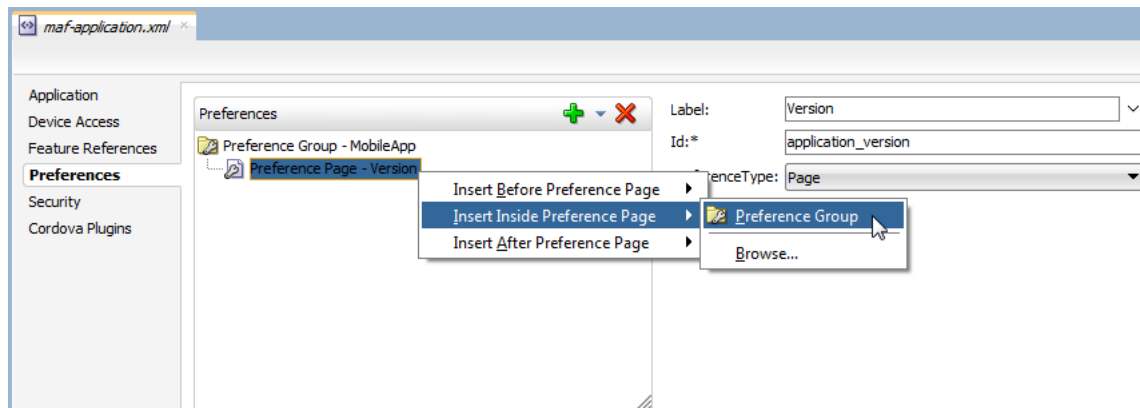 maf-application.xml
Application
Device Access
Feature References
Preferences
Security
Cordova Plugins
Preferences
Preference Group - MobileApp
Preference Page - Version
Insert Before Preference Page
Insert Inside Preference Page
Insert After Preference Page
Preference Group
Browse...
Label:
Version
Id:*
application_version
renceType:
Page